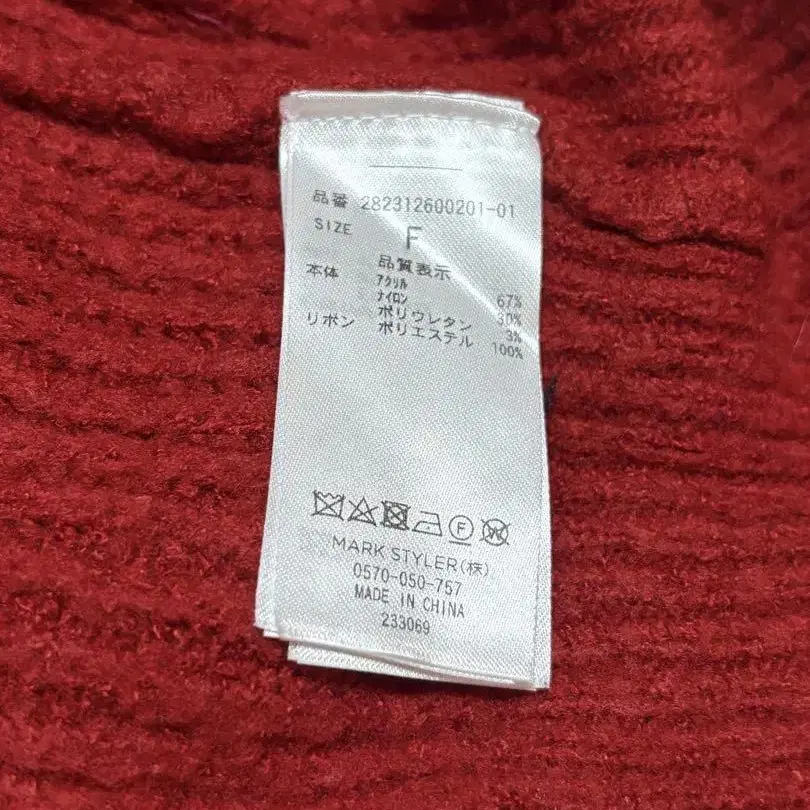 品番 282312600201-01
SIZE F
品質表示
本体 アクリル 67%
ナイロン 30%
ポリウレタン 3%
リボン ポリエステル 100%
F W
MARK STYLER(株)
0570-050-757
MADE IN CHINA
233069